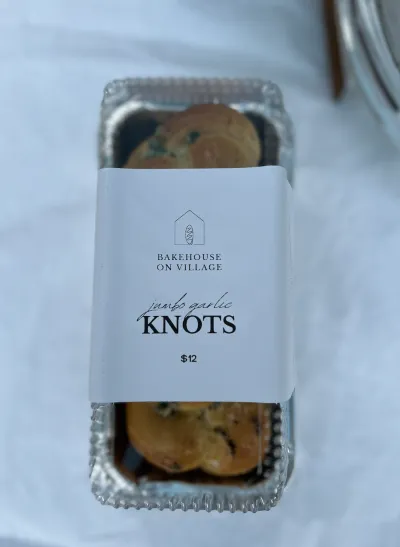 BAKEHOUSE
ON VILLAGE
jumbo garlic
KNOTS
$12